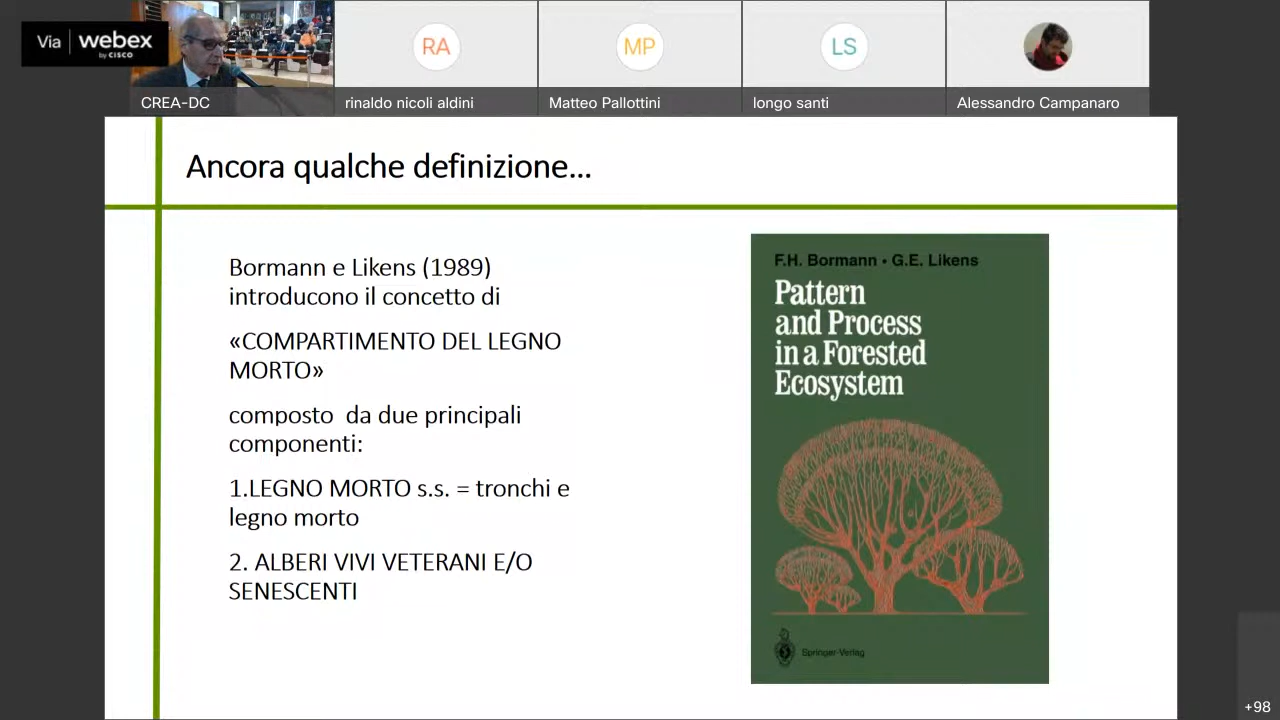 Via webex
by CISCO
RA
MP
LS
CREA-DC
rinaldo nicoli aldini
Matteo Pallottini
longo santi
Alessandro Campanaro
Ancora qualche definizione...
Bormann e Likens (1989)
introducono il concetto di
«COMPARTIMENTO DEL LEGNO
MORTO»
composto da due principali
componenti:
1.LEGNO MORTO s.s. = tronchi e
legno morto
2. ALBERI VIVI VETERANI E/O
SENESCENTI
F.H. Bormann • G.E. Likens
Pattern
and Process
in a Forested
Ecosystem
Springer-Verlag
+98